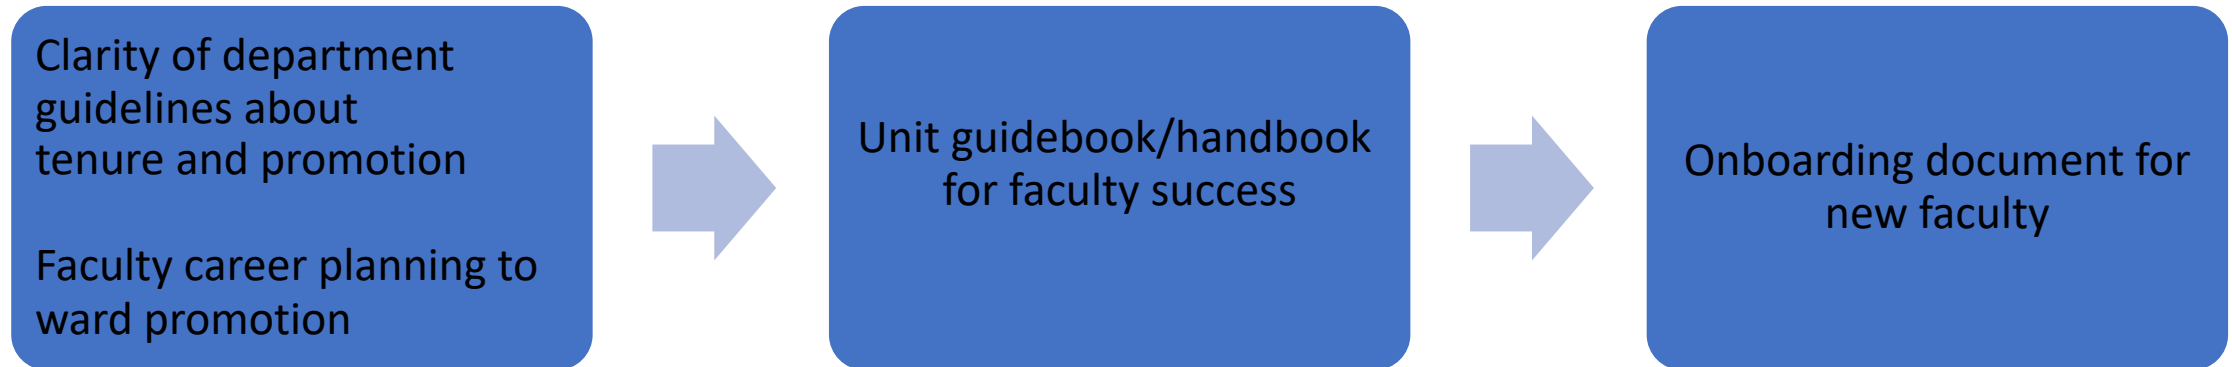 Clarity of department
guidelines about
tenure and promotion
Faculty career planning to
ward promotion
Unit guidebook/handbook
for faculty success
Onboarding document for
new faculty